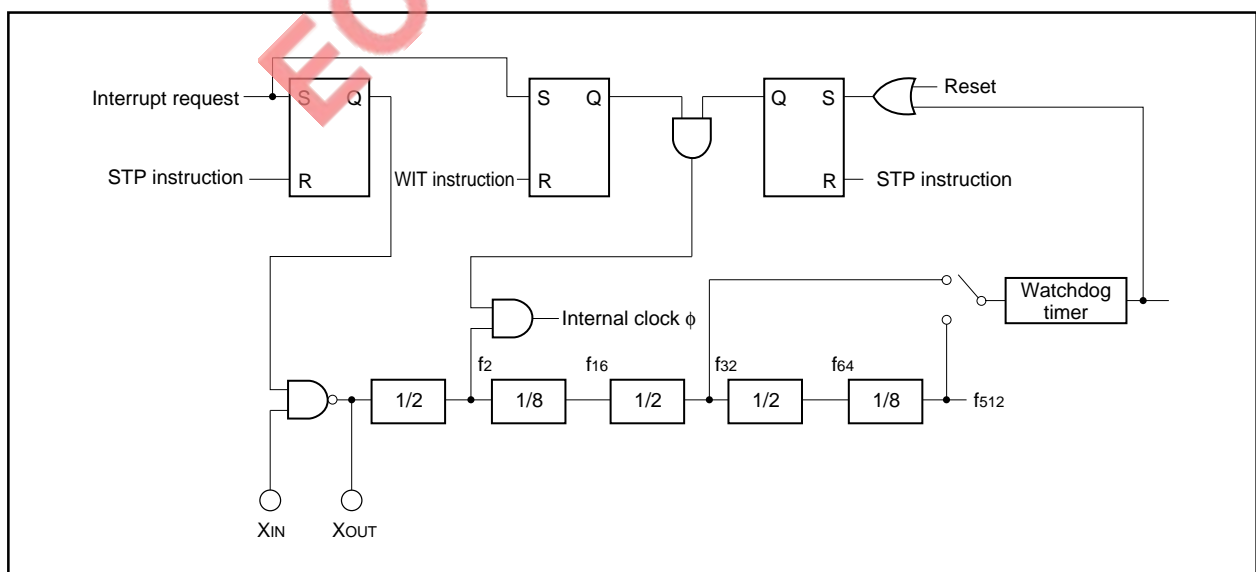 EO
Interrupt request
S Q
S Q
Q S
Reset
STP instruction
R
WIT instruction
R
R
STP instruction
Watchdog
timer
Internal clock ϕ
f2
f16
f32
f64
1/2
1/8
1/2
1/2
1/8
f512
XIN
XOUT